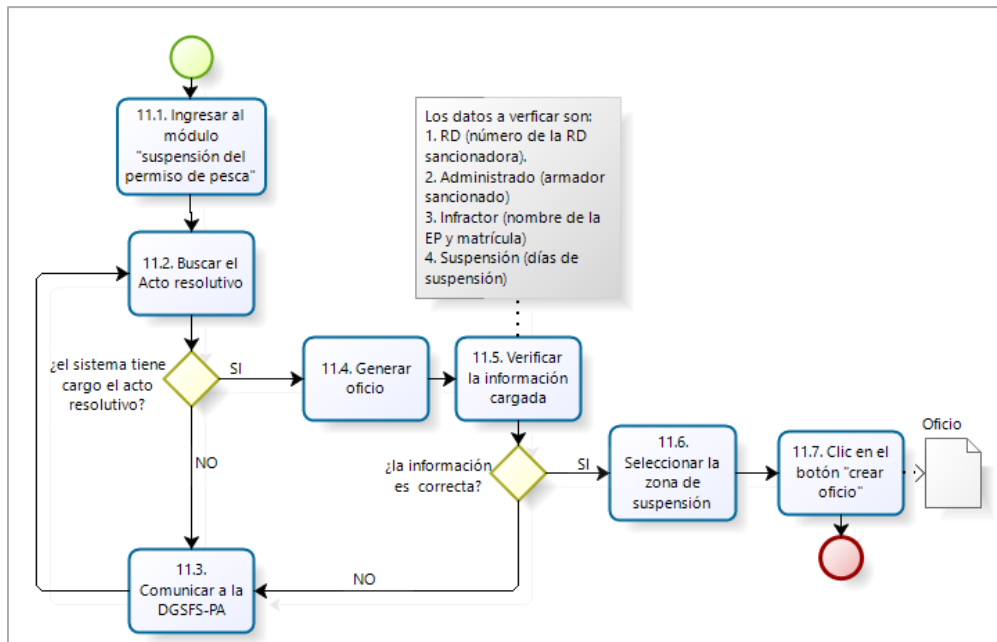 11.1. Ingresar al
módulo
"suspensión del
permiso de pesca"
11.2. Buscar el
Acto resolutivo
¿el sistema tiene
cargo el acto
resolutivo?
SI
NO
11.3.
Comunicar a la
DGSFS-PA
11.4. Generar
oficio
11.5. Verificar
la información
cargada
Los datos a verficar son:
1. RD (número de la RD
sancionadora).
2. Administrado (armador
sancionado)
3. Infractor (nombre de la
EP y matrícula)
4. Suspensión (días de
suspensión)
¿la información
es correcta?
SI
NO
11.6.
Seleccionar la
zona de
suspensión
11.7. Clic en el
botón "crear
oficio"
Oficio